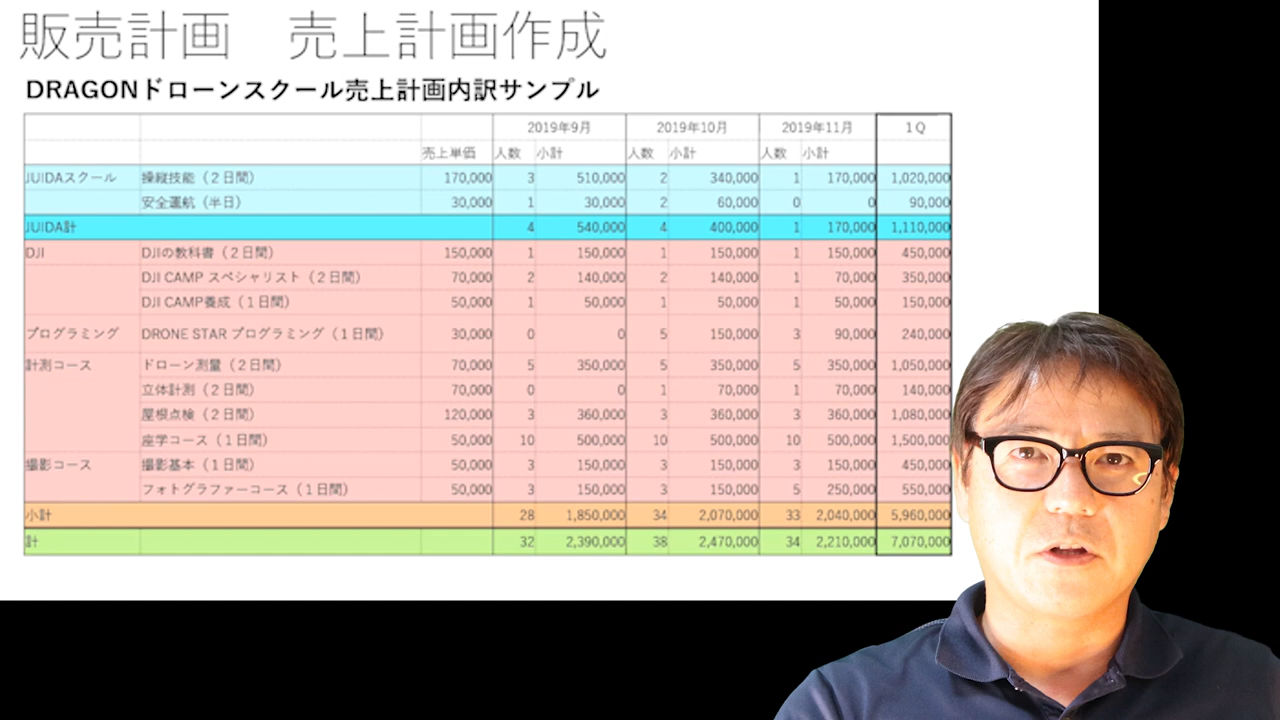 販売計画　売上計画作成
DRAGONドローンスクール売上計画内訳サンプル
2019年9月 2019年10月 2019年11月 1Q
売上単価 人数 小計 人数 小計 人数 小計
JUIDAスクール 操縦技能（２日間） 170,000 3 510,000 2 340,000 1 170,000 1,020,000
安全運航（半日） 30,000 1 30,000 2 60,000 0 0 90,000
JUIDA計 4 540,000 4 400,000 1 170,000 1,110,000
DJI DJIの教科書（２日間） 150,000 1 150,000 1 150,000 1 150,000 450,000
DJI CAMP スペシャリスト（２日間） 70,000 2 140,000 2 140,000 1 70,000 350,000
DJI CAMP養成（１日間） 50,000 1 50,000 1 50,000 1 50,000 150,000
プログラミング DRONE STAR プログラミング（１日間） 30,000 0 0 5 150,000 3 90,000 240,000
計測コース ドローン測量（２日間） 70,000 5 350,000 5 350,000 5 350,000 1,050,000
立体計測（２日間） 70,000 0 0 1 70,000 1 70,000 140,000
屋根点検（２日間） 120,000 3 360,000 3 360,000 3 360,000 1,080,000
座学コース（１日間） 50,000 10 500,000 10 500,000 10 500,000 1,500,000
撮影コース 撮影基本（１日間） 50,000 3 150,000 3 150,000 3 150,000 450,000
フォトグラファーコース（１日間） 50,000 3 150,000 3 150,000 5 250,000 550,000
小計 28 1,850,000 34 2,070,000 33 2,040,000 5,960,000
計 32 2,390,000 38 2,470,000 34 2,210,000 7,070,000